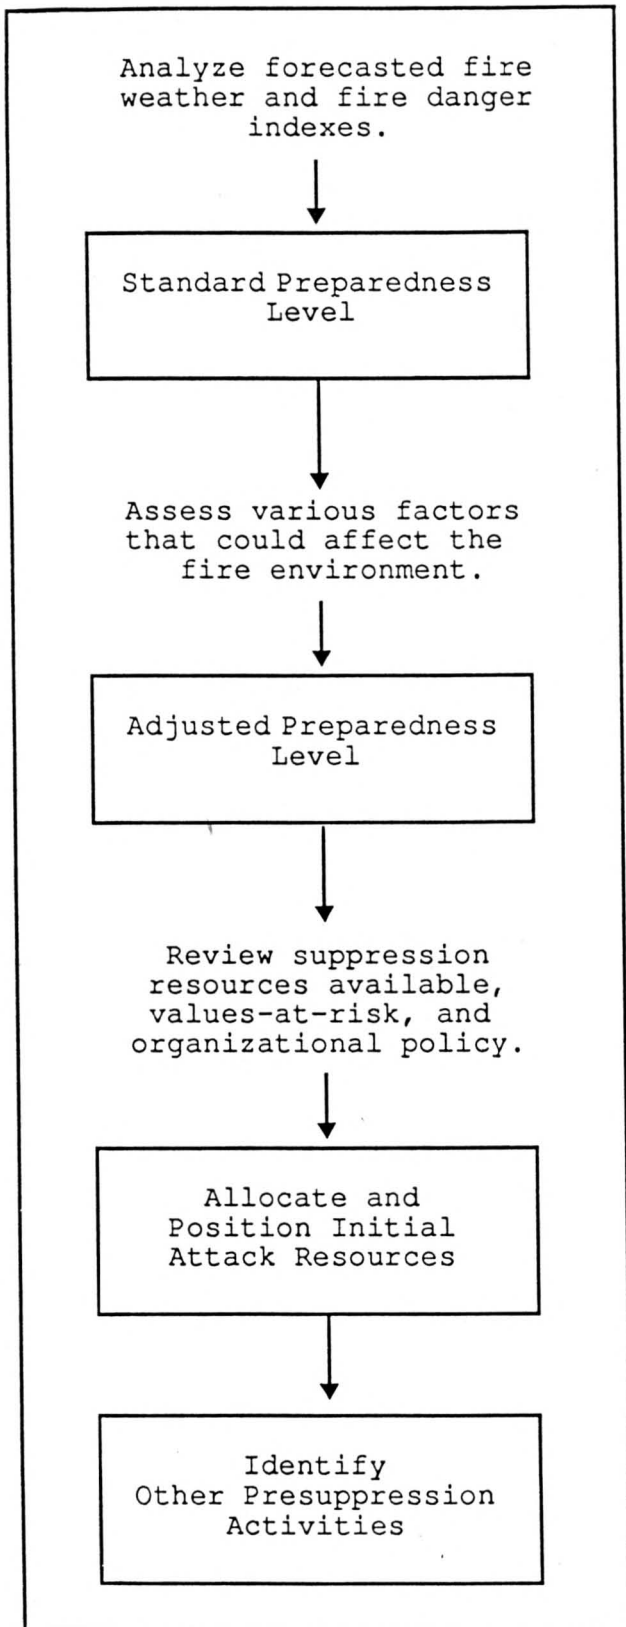 Analyze forecasted fire
weather and fire danger
indexes.
Standard Preparedness
Level
Assess various factors
that could affect the
fire environment.
Adjusted Preparedness
Level
Review suppression
resources available,
values-at-risk, and
organizational policy.
Allocate and
Position Initial
Attack Resources
Identify
Other Presuppression
Activities